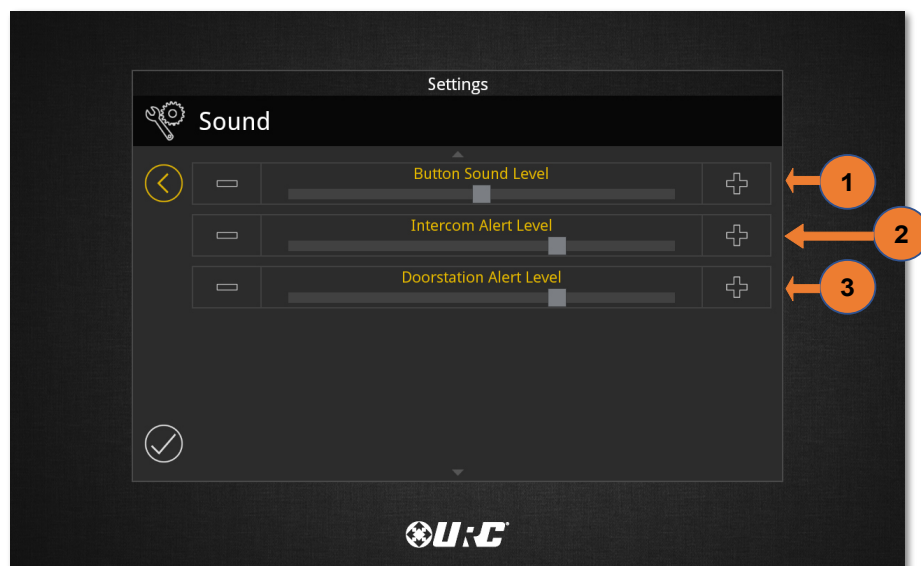 Settings
Sound
Button Sound Level
1
Intercom Alert Level
2
Doorstation Alert Level
3
URC